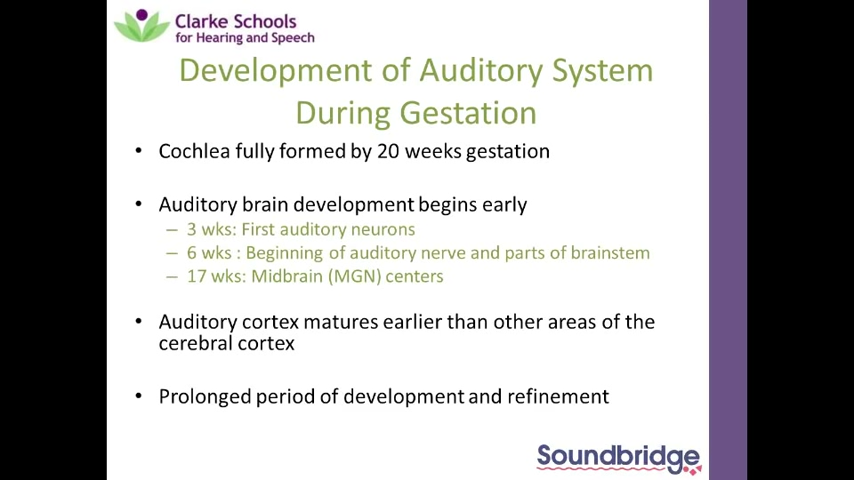 Clarke Schools
for Hearing and Speech
Development of Auditory System
During Gestation
• Cochlea fully formed by 20 weeks gestation
• Auditory brain development begins early
– 3 wks: First auditory neurons
– 6 wks : Beginning of auditory nerve and parts of brainstem
– 17 wks: Midbrain (MGN) centers
• Auditory cortex matures earlier than other areas of the
cerebral cortex
• Prolonged period of development and refinement
Soundbridge